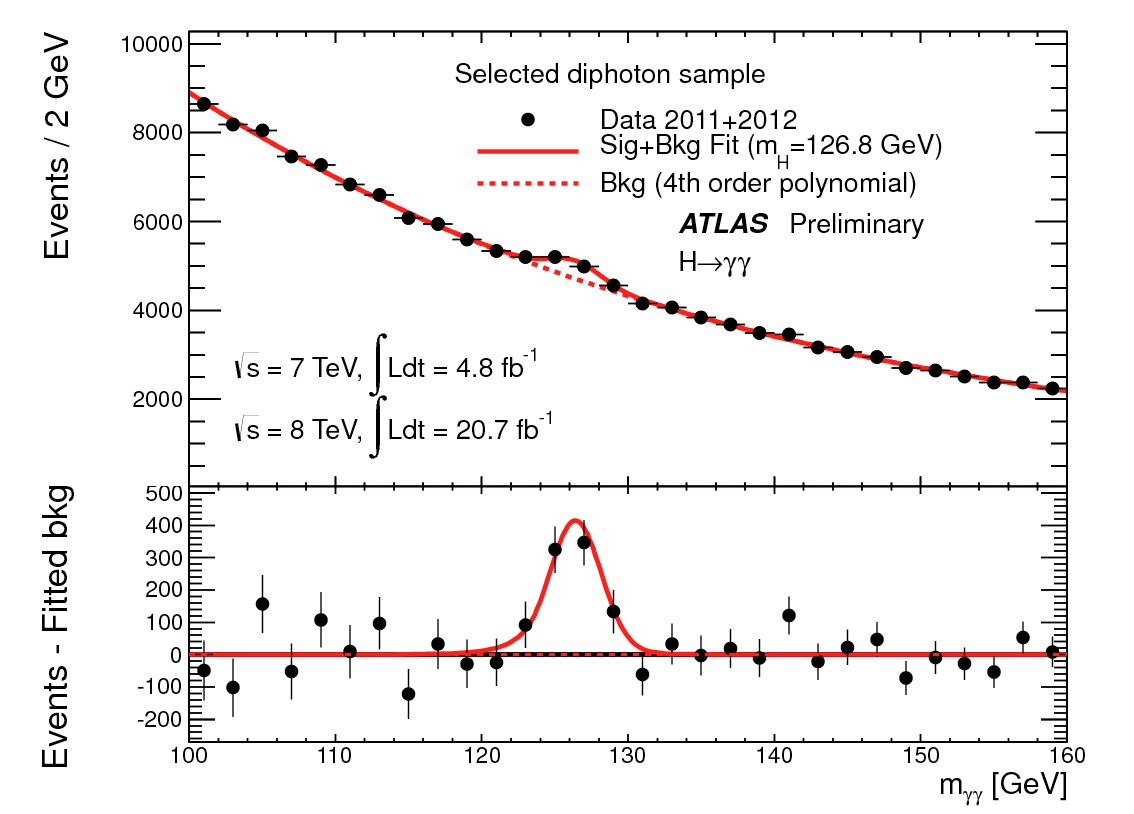 Events / 2 GeV
10000
8000
6000
4000
2000
Selected diphoton sample
Data 2011+2012
Sig+Bkg Fit (m_H=126.8 GeV)
Bkg (4th order polynomial)
ATLAS Preliminary
H→γγ
√s = 7 TeV, ∫Ldt = 4.8 fb⁻¹
√s = 8 TeV, ∫Ldt = 20.7 fb⁻¹
Events - Fitted bkg
500
400
300
200
100
0
-100
-200
100 110 120 130 140 150 160
m_γγ [GeV]